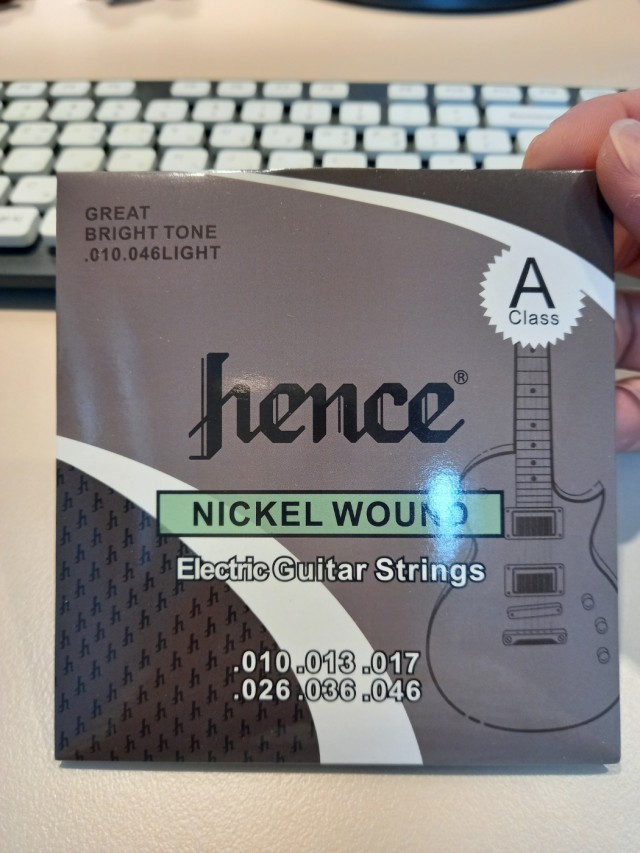 GREAT
BRIGHT TONE
.010.046LIGHT
A
Class
hence®
NICKEL WOUND
Electric Guitar Strings
.010 .013 .017
.026 .036 .046